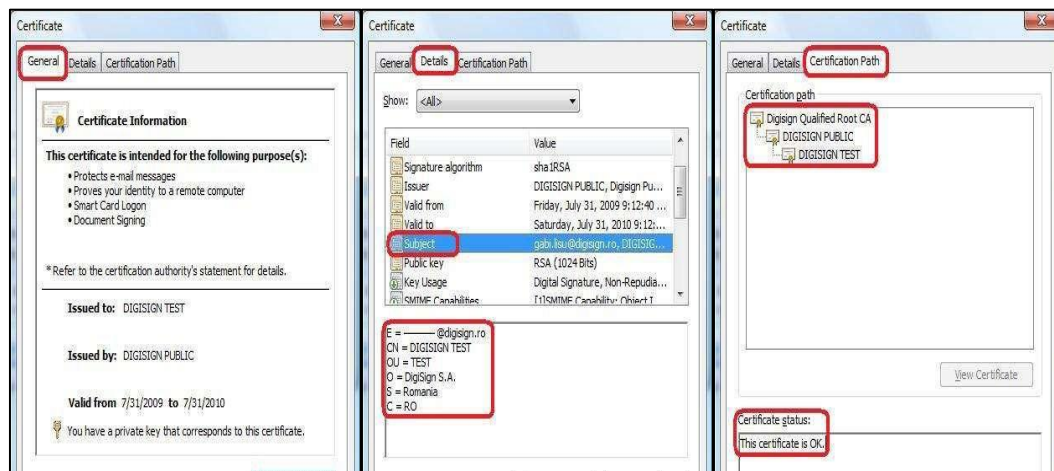 Certificate
General Details Certification Path
Certificate Information
This certificate is intended for the following purpose(s):
• Protects e-mail messages
• Proves your identity to a remote computer
• Smart Card Logon
• Document Signing
* Refer to the certification authority's statement for details.
Issued to: DIGISIGN TEST
Issued by: DIGISIGN PUBLIC
Valid from 7/31/2009 to 7/31/2010
You have a private key that corresponds to this certificate.
Certificate
General Details Certification Path
Show: <All>
Field Value
Signature algorithm sha1RSA
Issuer DIGISIGN PUBLIC, Digisign Pu...
Valid from Friday, July 31, 2009 9:12:40 ...
Valid to Saturday, July 31, 2010 9:12:...
Subject gabi.lisu@digisign.ro, DIGISIG...
Public key RSA (1024 Bits)
Key Usage Digital Signature, Non-Repudia...
SMIME Capabilities [1]SMIME Capability: Object I
E = @digisign.ro
CN = DIGISIGN TEST
OU = TEST
O = DigiSign S.A.
S = Romania
C = RO
Certificate
General Details Certification Path
Certification path
Digisign Qualified Root CA
DIGISIGN PUBLIC
DIGISIGN TEST
View Certificate
Certificate status:
This certificate is OK.